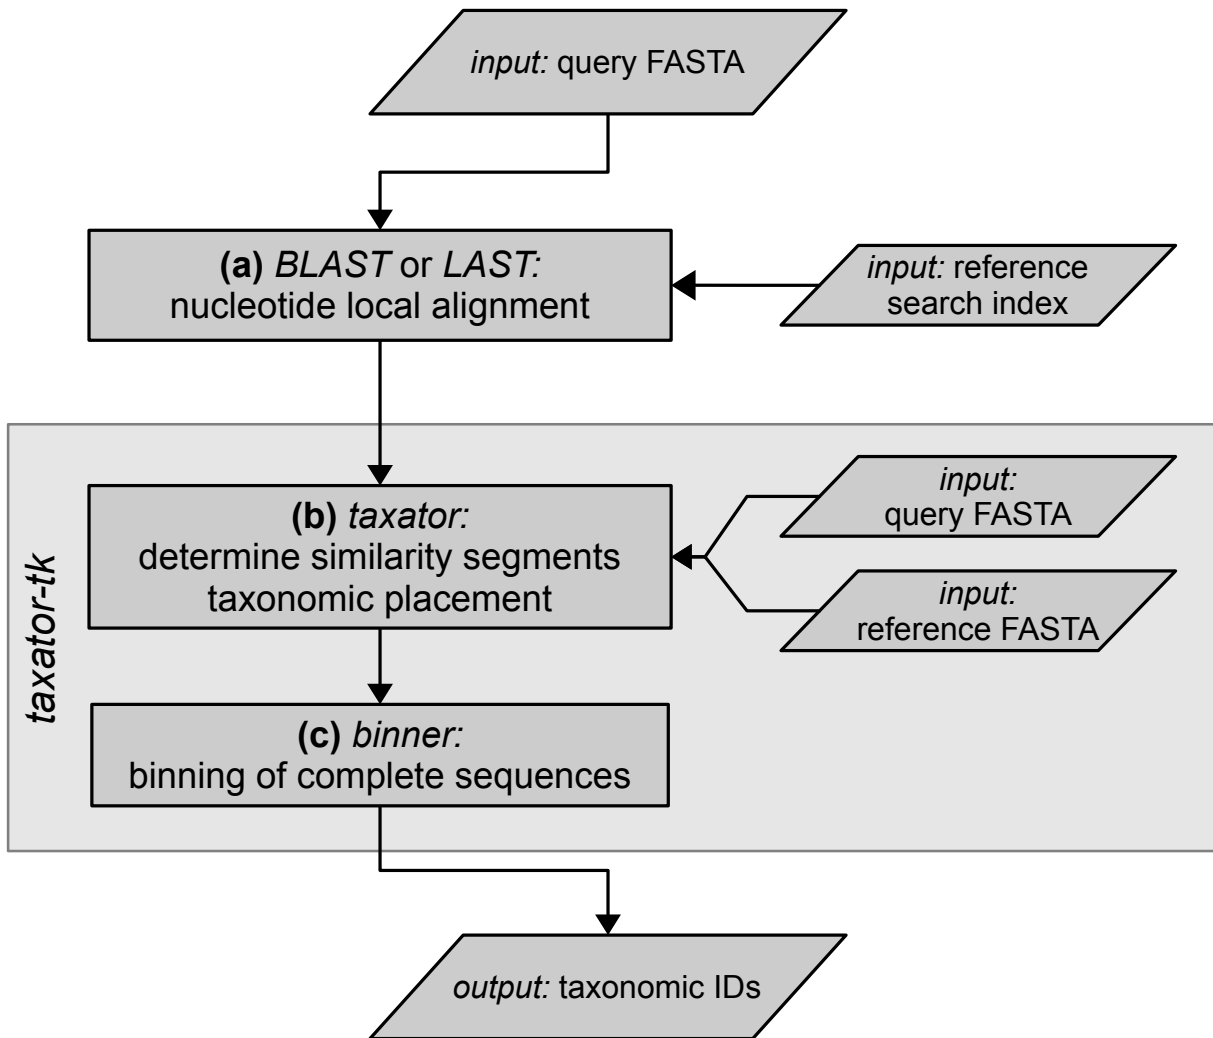 input: query FASTA
(a) BLAST or LAST:
nucleotide local alignment
input: reference
search index
taxator-tk
(b) taxator:
determine similarity segments
taxonomic placement
input:
query FASTA
input:
reference FASTA
(c) binner:
binning of complete sequences
output: taxonomic IDs